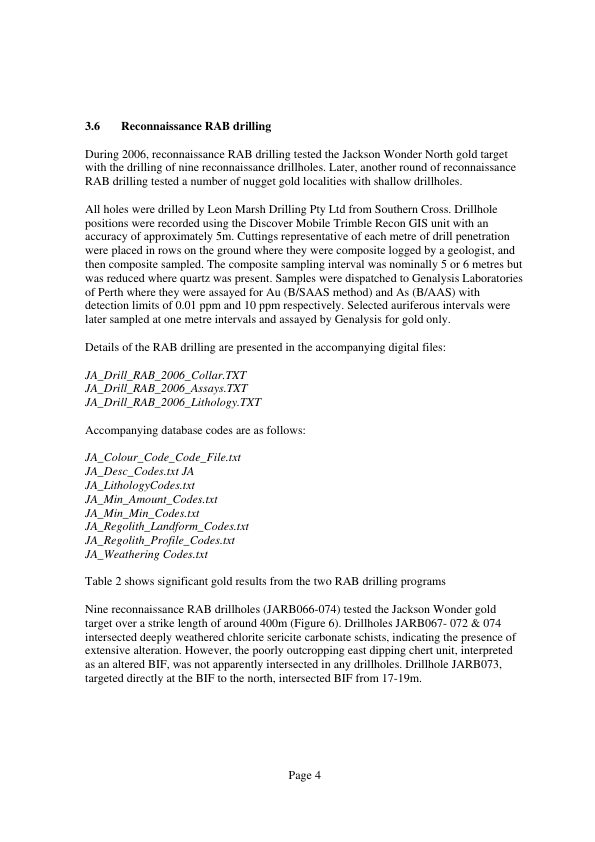 3.6 Reconnaissance RAB drilling
During 2006, reconnaissance RAB drilling tested the Jackson Wonder North gold target
with the drilling of nine reconnaissance drillholes. Later, another round of reconnaissance
RAB drilling tested a number of nugget gold localities with shallow drillholes.
All holes were drilled by Leon Marsh Drilling Pty Ltd from Southern Cross. Drillhole
positions were recorded using the Discover Mobile Trimble Recon GIS unit with an
accuracy of approximately 5m. Cuttings representative of each metre of drill penetration
were placed in rows on the ground where they were composite logged by a geologist, and
then composite sampled. The composite sampling interval was nominally 5 or 6 metres but
was reduced where quartz was present. Samples were dispatched to Genalysis Laboratories
of Perth where they were assayed for Au (B/SAAS method) and As (B/AAS) with
detection limits of 0.01 ppm and 10 ppm respectively. Selected auriferous intervals were
later sampled at one metre intervals and assayed by Genalysis for gold only.
Details of the RAB drilling are presented in the accompanying digital files:
JA_Drill_RAB_2006_Collar.TXT
JA_Drill_RAB_2006_Assays.TXT
JA_Drill_RAB_2006_Lithology.TXT
Accompanying database codes are as follows:
JA_Colour_Code_Code_File.txt
JA_Desc_Codes.txt JA
JA_LithologyCodes.txt
JA_Min_Amount_Codes.txt
JA_Min_Min_Codes.txt
JA_Regolith_Landform_Codes.txt
JA_Regolith_Profile_Codes.txt
JA_Weathering Codes.txt
Table 2 shows significant gold results from the two RAB drilling programs
Nine reconnaissance RAB drillholes (JARB066-074) tested the Jackson Wonder gold
target over a strike length of around 400m (Figure 6). Drillholes JARB067- 072 & 074
intersected deeply weathered chlorite sericite carbonate schists, indicating the presence of
extensive alteration. However, the poorly outcropping east dipping chert unit, interpreted
as an altered BIF, was not apparently intersected in any drillholes. Drillhole JARB073,
targeted directly at the BIF to the north, intersected BIF from 17-19m.
Page 4